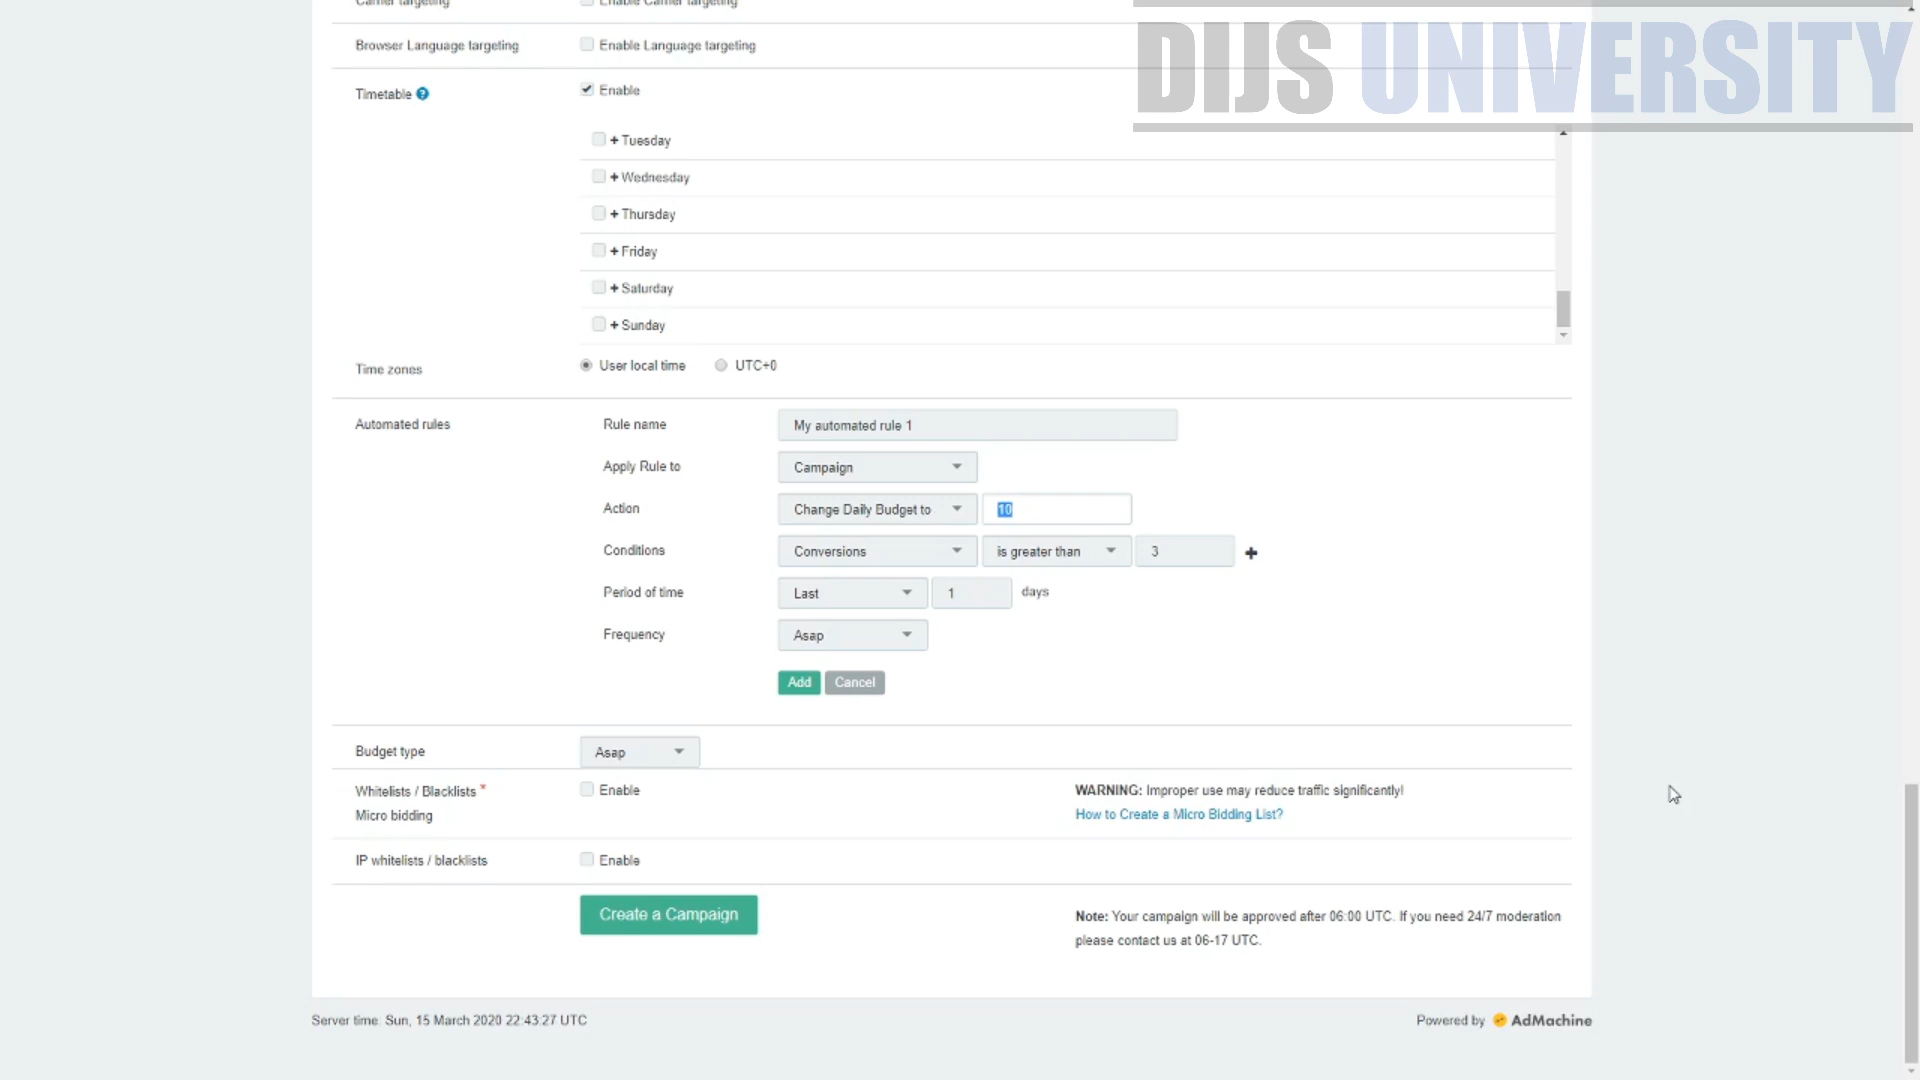 Carrier targeting Enable Carrier targeting
DIJS UNIVERSITY
Browser Language targeting Enable Language targeting
Timetable ? Enable
+ Tuesday
+ Wednesday
+ Thursday
+ Friday
+ Saturday
+ Sunday
Time zones User local time UTC+0
Automated rules Rule name My automated rule 1
Apply Rule to Campaign
Action Change Daily Budget to 10
Conditions Conversions is greater than 3 +
Period of time Last 1 days
Frequency Asap
Add Cancel
Budget type Asap
Whitelists / Blacklists * Enable WARNING: Improper use may reduce traffic significantly!
Micro bidding How to Create a Micro Bidding List?
IP whitelists / blacklists Enable
Create a Campaign Note: Your campaign will be approved after 06:00 UTC. If you need 24/7 moderation
please contact us at 06-17 UTC.
Server time: Sun, 15 March 2020 22:43:27 UTC Powered by AdMachine